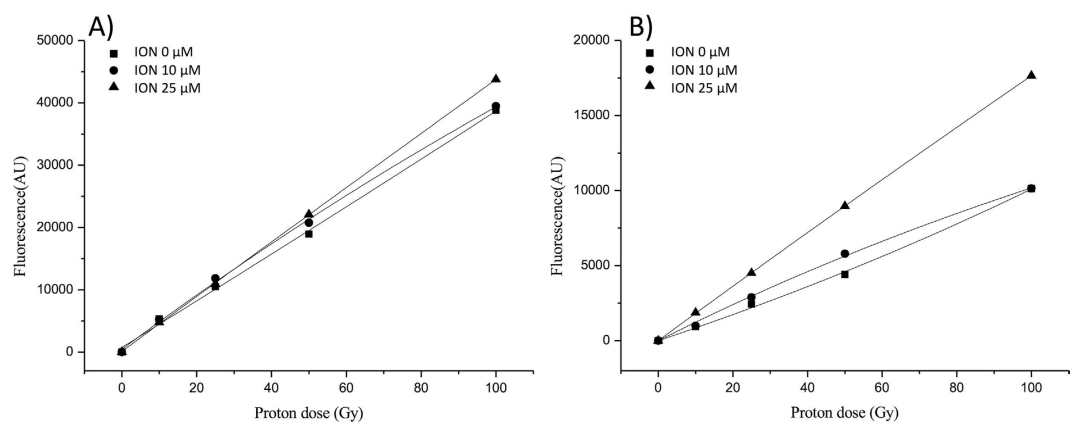 A)
ION 0 µM
ION 10 µM
ION 25 µM
50000
40000
30000
20000
10000
0
Fluorescence(AU)
0 20 40 60 80 100
Proton dose (Gy)
B)
ION 0 µM
ION 10 µM
ION 25 µM
20000
15000
10000
5000
0
Fluorescence(AU)
0 20 40 60 80 100
Proton dose (Gy)